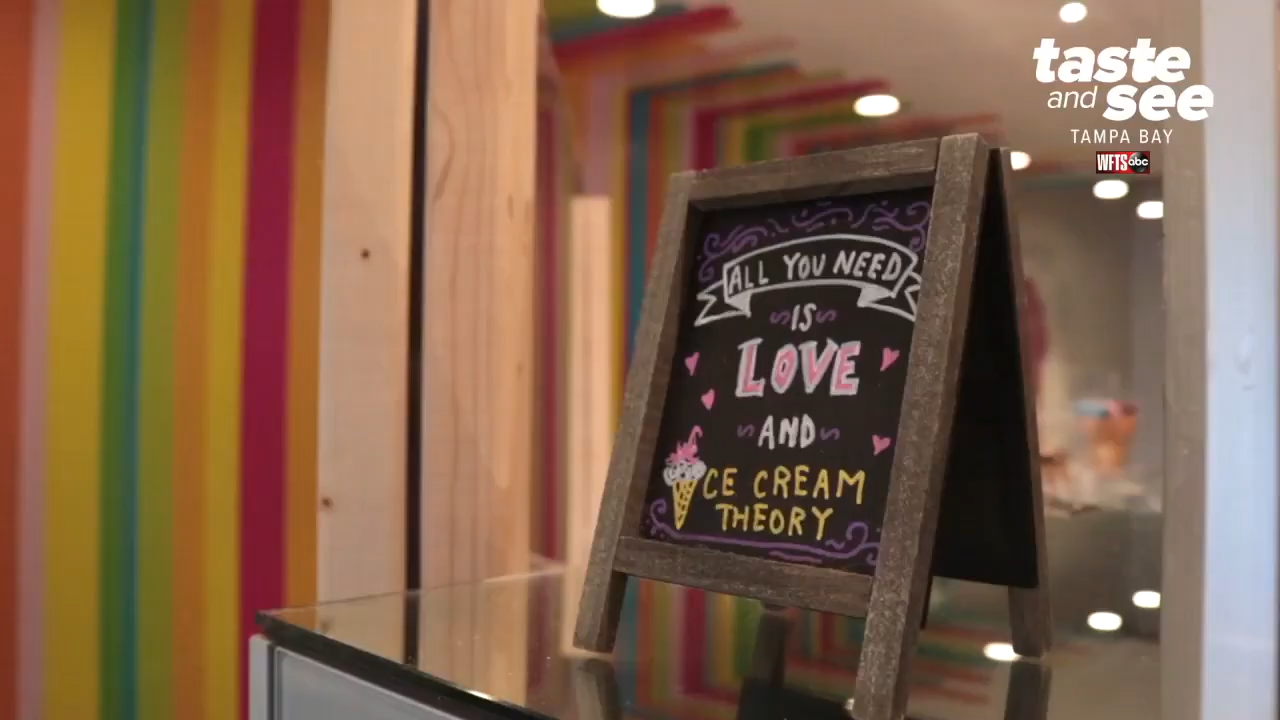 taste
and see
TAMPA BAY
WFTS abc
ALL YOU NEED
IS
LOVE
AND
CE CREAM
THEORY